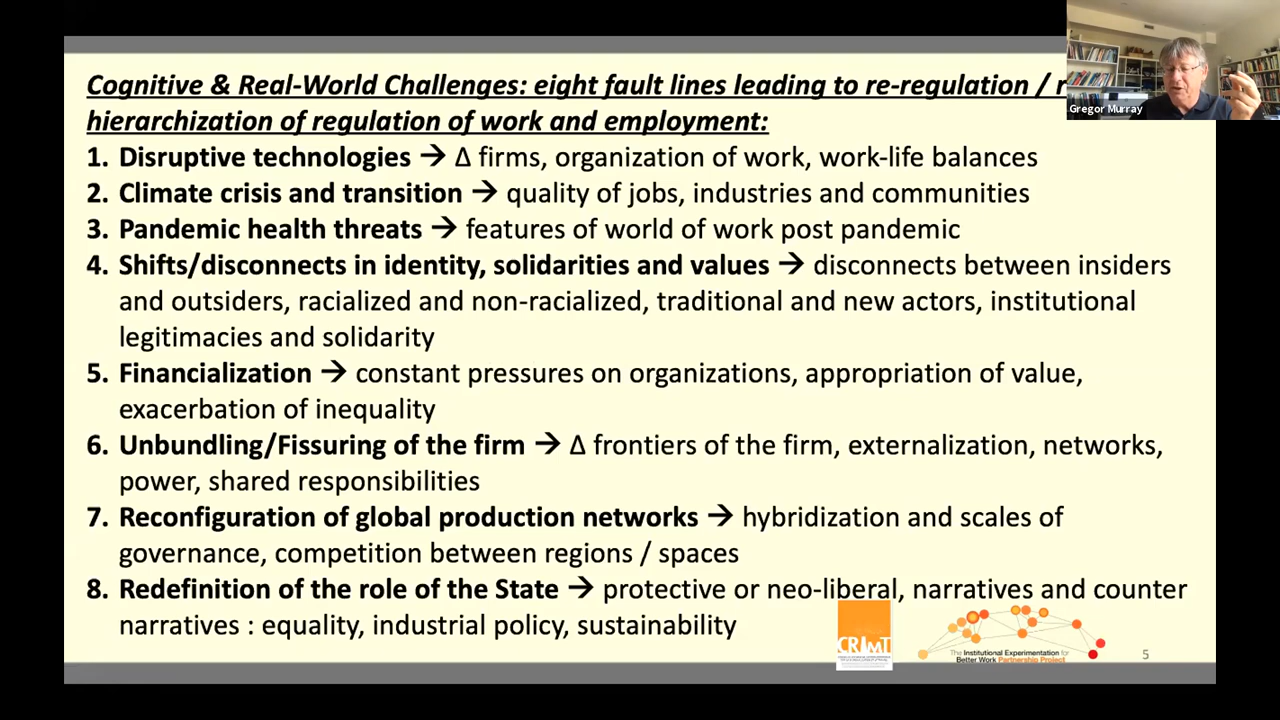 Cognitive & Real-World Challenges: eight fault lines leading to re-regulation /
hierarchization of regulation of work and employment:
1. Disruptive technologies → Δ firms, organization of work, work-life balances
2. Climate crisis and transition → quality of jobs, industries and communities
3. Pandemic health threats → features of world of work post pandemic
4. Shifts/disconnects in identity, solidarities and values → disconnects between insiders
and outsiders, racialized and non-racialized, traditional and new actors, institutional
legitimacies and solidarity
5. Financialization → constant pressures on organizations, appropriation of value,
exacerbation of inequality
6. Unbundling/Fissuring of the firm → Δ frontiers of the firm, externalization, networks,
power, shared responsibilities
7. Reconfiguration of global production networks → hybridization and scales of
governance, competition between regions / spaces
8. Redefinition of the role of the State → protective or neo-liberal, narratives and counter
narratives : equality, industrial policy, sustainability
Gregor Murray
CRIMT
The Institutional Experimentation for
Better Work Partnership Project
5